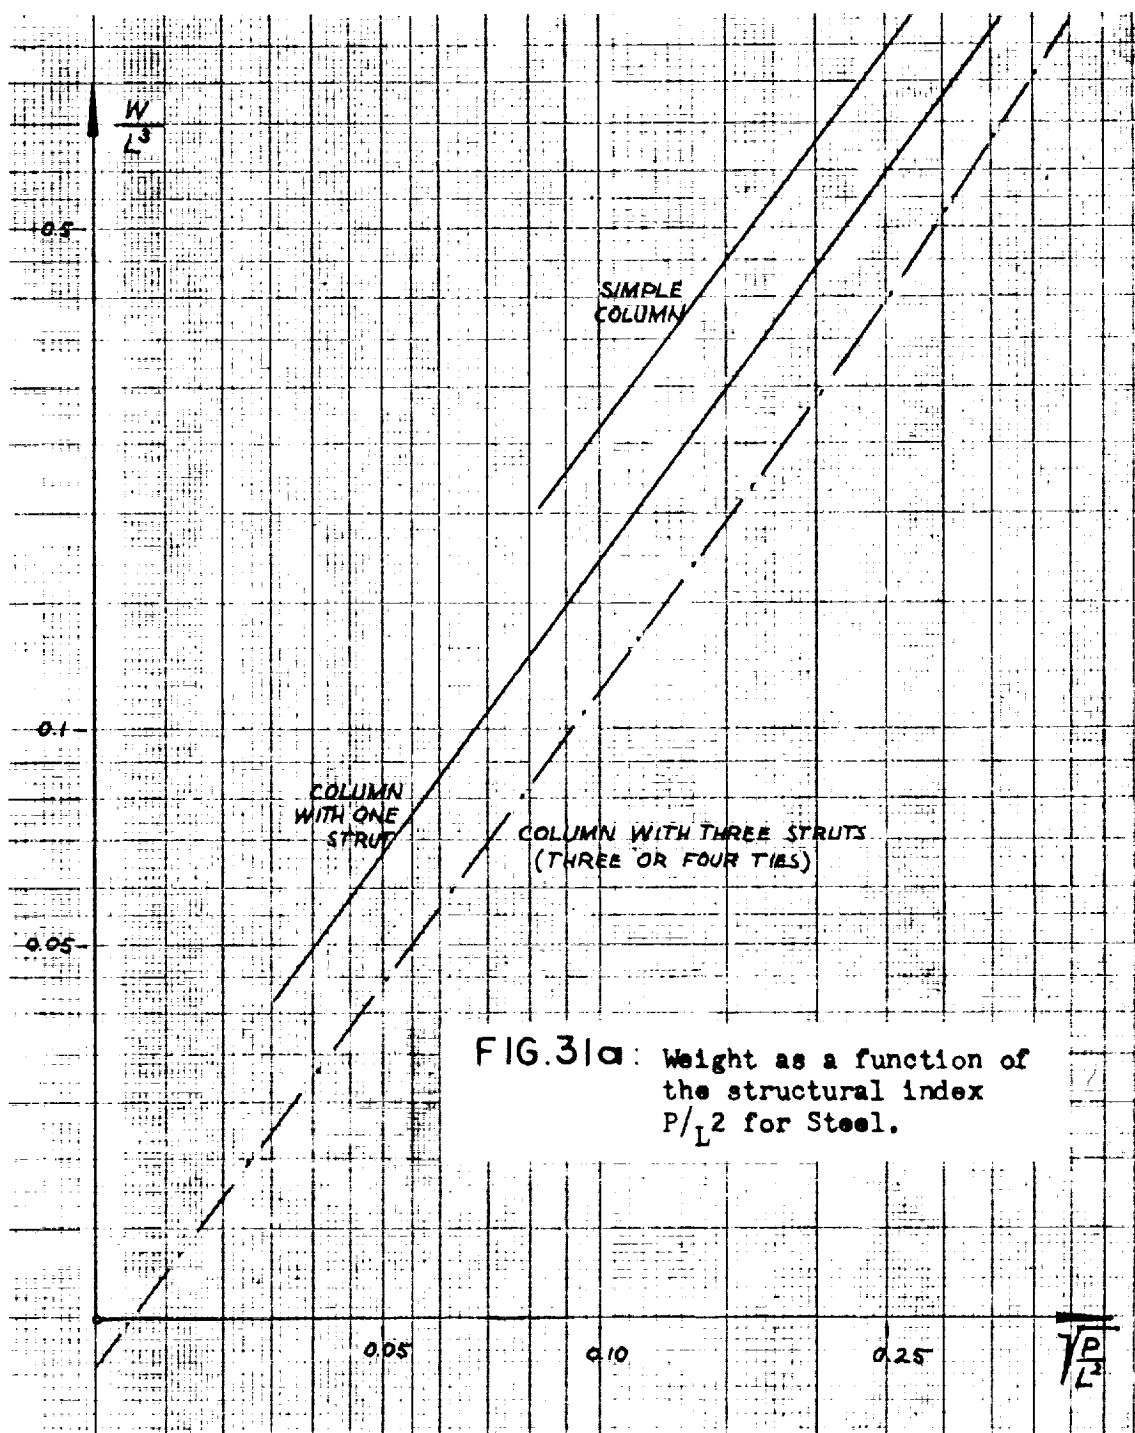 W
L³
0.5
SIMPLE
COLUMN
0.1
COLUMN
WITH ONE
STRUT
COLUMN WITH THREE STRUTS
(THREE OR FOUR TIES)
0.05
FIG.31a: Weight as a function of
the structural index
P/L2 for Steel.
0.05 0.10 0.25
√P
L²